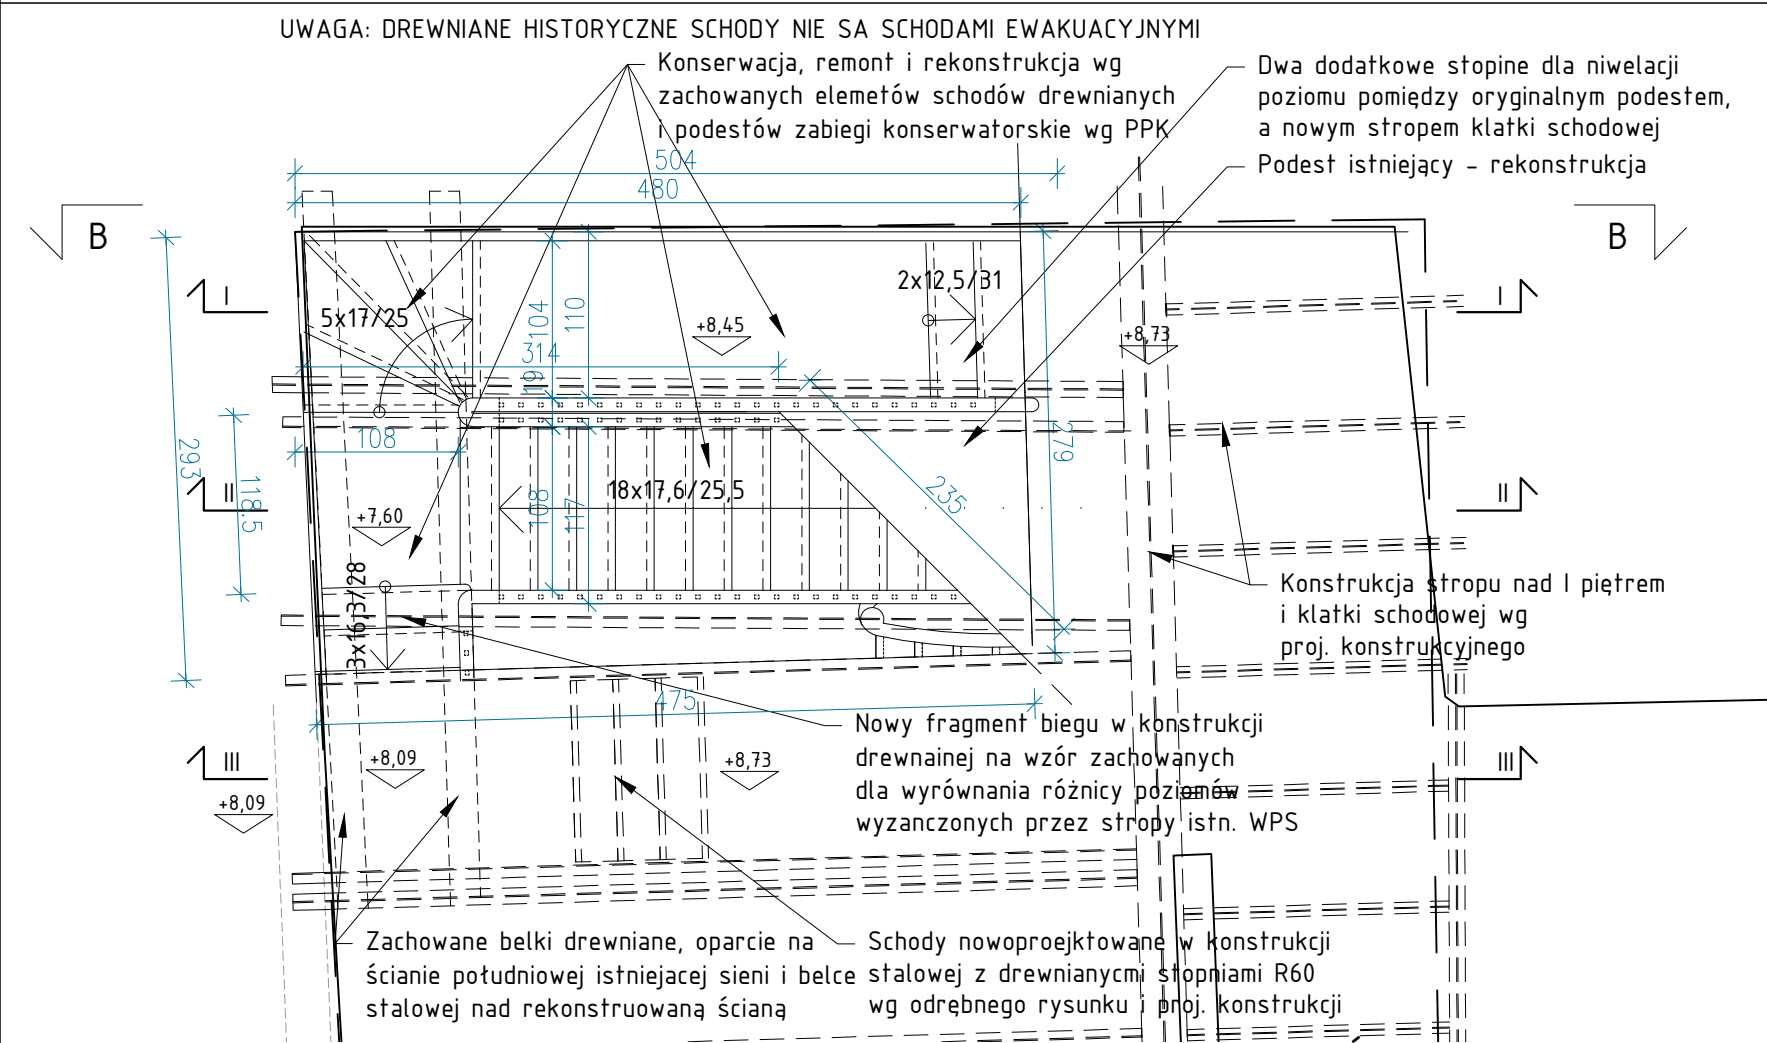 UWAGA: DREWNIANE HISTORYCZNE SCHODY NIE SA SCHODAMI EWAKUACYJNYMI
Konserwacja, remont i rekonstrukcja wg
zachowanych elemetów schodów drewnianych
i podestów zabiegi konserwatorskie wg PPK
Dwa dodatkowe stopine dla niwelacji
poziomu pomiędzy oryginalnym podestem,
a nowym stropem klatki schodowej
Podest istniejący - rekonstrukcja
504
480
B
B
I
I
5x17/25
104
110
+8,45
2x12,5/31
+8,73
314
19
108
293
118.5
279
II
II
+7,60
108
117
18x17,6/25,5
235
3x16,3/28
Konstrukcja stropu nad I piętrem
i klatki schodowej wg
proj. konstrukcyjnego
475
Nowy fragment biegu w konstrukcji
drewnainej na wzór zachowanych
dla wyrównania różnicy poziomów
wyzanczonych przez stropy istn. WPS
III
III
+8,09
+8,73
+8,09
Zachowane belki drewniane, oparcie na
ścianie południowej istniejacej sieni i belce
stalowej nad rekonstruowaną ścianą
Schody nowoproejktowane w konstrukcji
stalowej z drewnianycmi stopniami R60
wg odrębnego rysunku i proj. konstrukcji